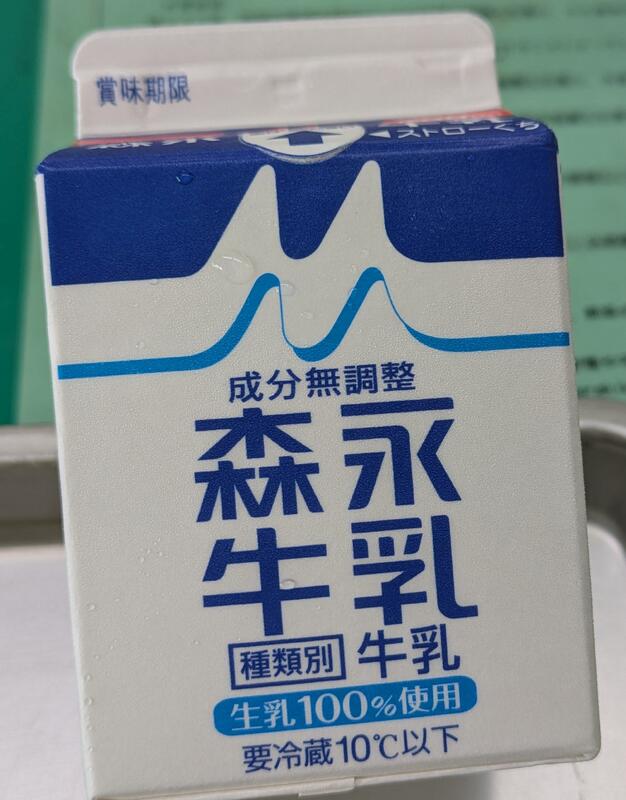 賞味期限
◀ストローくち
成分無調整
森永
牛乳
種類別 牛乳
生乳100%使用
要冷蔵10℃以下